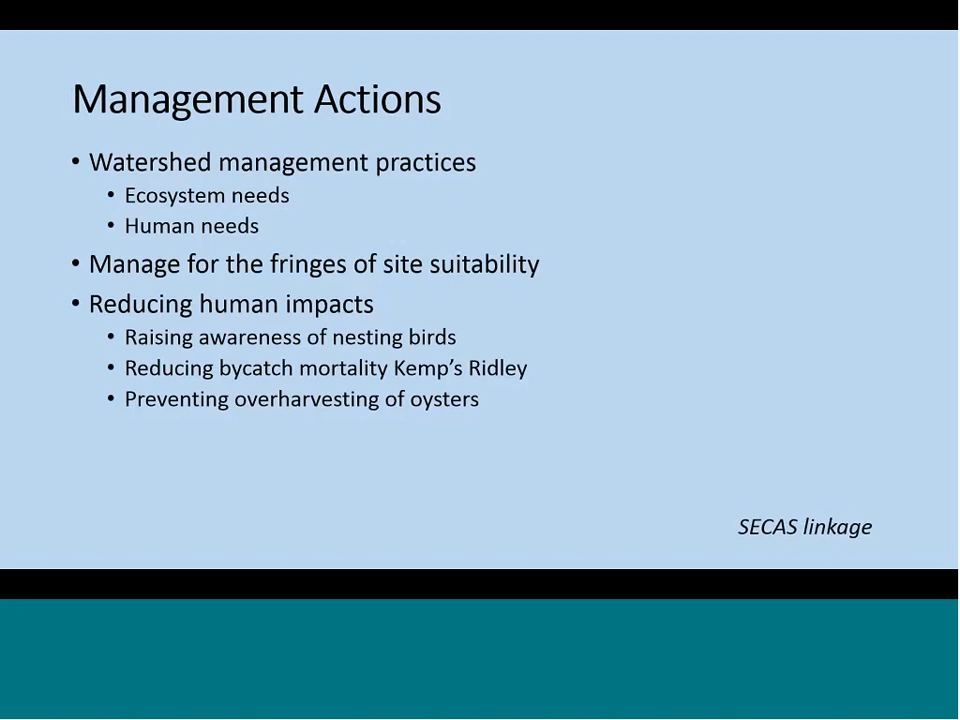 Management Actions
• Watershed management practices
• Ecosystem needs
• Human needs
• Manage for the fringes of site suitability
• Reducing human impacts
• Raising awareness of nesting birds
• Reducing bycatch mortality Kemp’s Ridley
• Preventing overharvesting of oysters
SECAS linkage